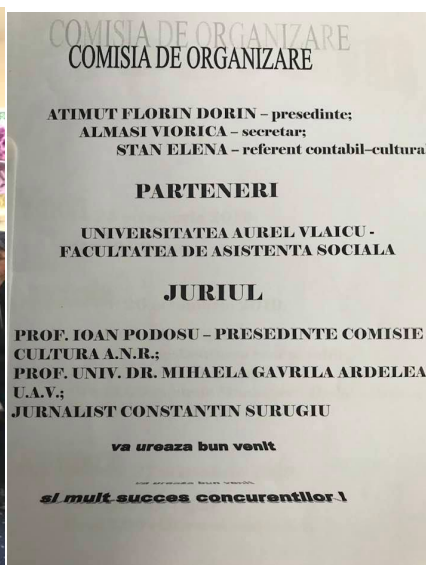 COMISIA DE ORGANIZARE
COMISIA DE ORGANIZARE
ATIMUT FLORIN DORIN – presedinte;
ALMASI VIORICA – secretar;
STAN ELENA – referent contabil–cultural
PARTENERI
UNIVERSITATEA AUREL VLAICU -
FACULTATEA DE ASISTENTA SOCIALA
JURIUL
PROF. IOAN PODOSU – PRESEDINTE COMISIE
CULTURA A.N.R.;
PROF. UNIV. DR. MIHAELA GAVRILA ARDELEA
U.A.V.;
JURNALIST CONSTANTIN SURUGIU
va ureaza bun venit
va ureaza bun venit
si mult succes concurentilor !